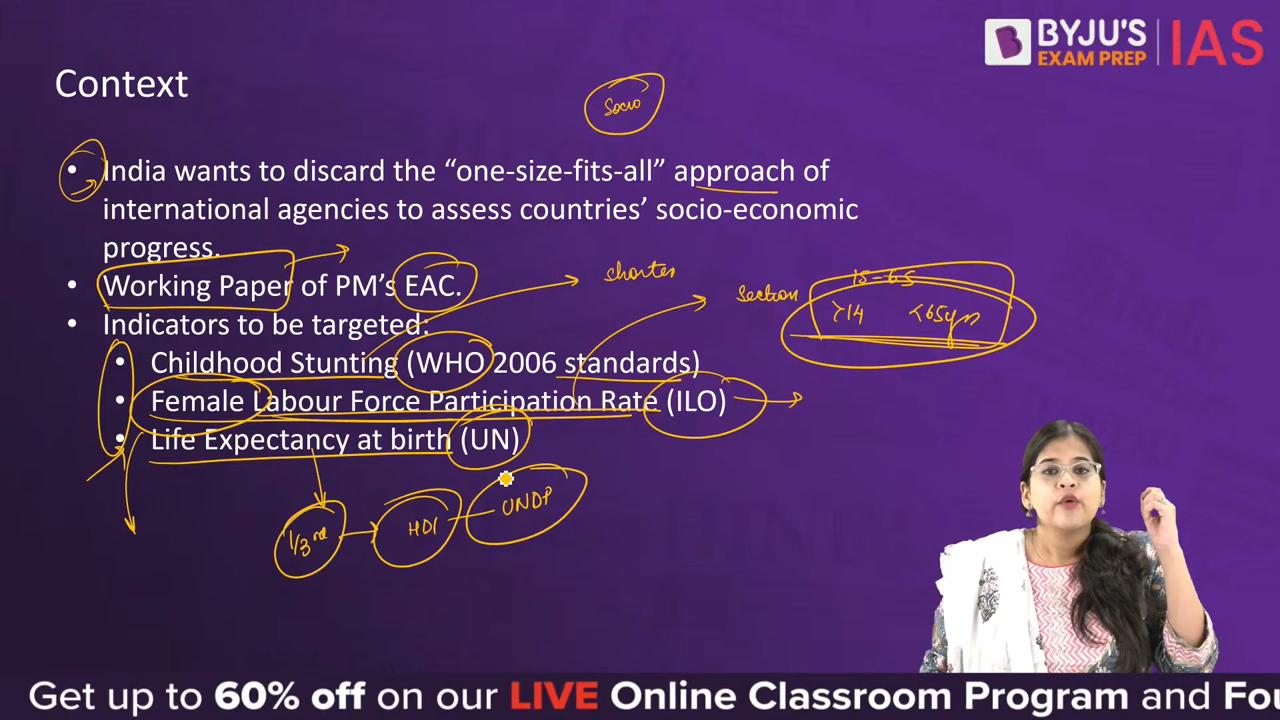 BYJU'S
EXAM PREP
IAS
Context
Socio
• India wants to discard the “one-size-fits-all” approach of
international agencies to assess countries’ socio-economic
progress.
• Working Paper of PM’s EAC.
shorter
section
15-65
>14 <65yrs
• Indicators to be targeted:
• Childhood Stunting (WHO 2006 standards)
• Female Labour Force Participation Rate (ILO)
• Life Expectancy at birth (UN)
1/3rd
HDI
UNDP
Get up to 60% off on our LIVE Online Classroom Program and Fou